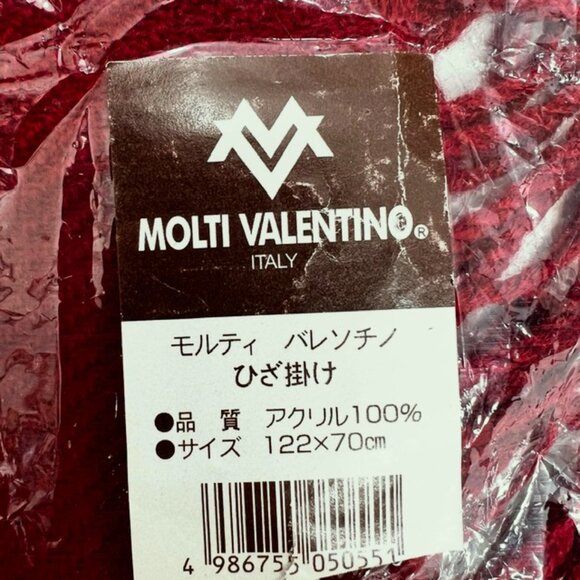 MOLTI VALENTINO®
ITALY
モルティ バレソチノ
ひざ掛け
●品 質 アクリル100%
●サイズ 122×70cm
4 986755 050551